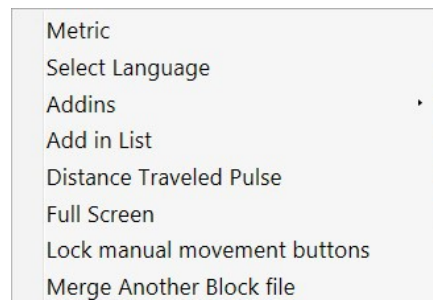 Metric
Select Language
Addins
Add in List
Distance Traveled Pulse
Full Screen
Lock manual movement buttons
Merge Another Block file